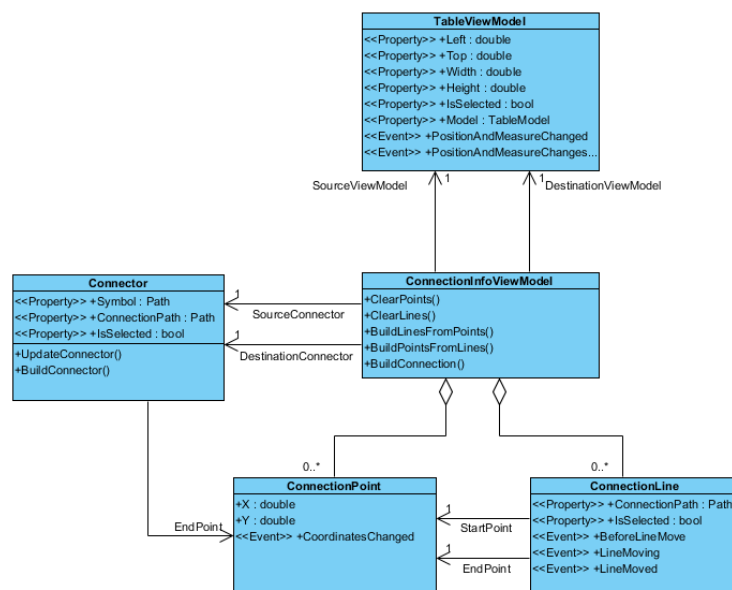 TableViewModel
<<Property>> +Left : double
<<Property>> +Top : double
<<Property>> +Width : double
<<Property>> +Height : double
<<Property>> +IsSelected : bool
<<Property>> +Model : TableModel
<<Event>> +PositionAndMeasureChanged
<<Event>> +PositionAndMeasureChanges...
SourceViewModel
1
1
DestinationViewModel
Connector
<<Property>> +Symbol : Path
<<Property>> +ConnectionPath : Path
<<Property>> +IsSelected : bool
+UpdateConnector()
+BuildConnector()
1
SourceConnector
1
DestinationConnector
ConnectionInfoViewModel
+ClearPoints()
+ClearLines()
+BuildLinesFromPoints()
+BuildPointsFromLines()
+BuildConnection()
0..*
0..*
EndPoint
ConnectionPoint
+X : double
+Y : double
<<Event>> +CoordinatesChanged
1
StartPoint
1
EndPoint
ConnectionLine
<<Property>> +ConnectionPath : Path
<<Property>> +IsSelected : bool
<<Event>> +BeforeLineMove
<<Event>> +LineMoving
<<Event>> +LineMoved